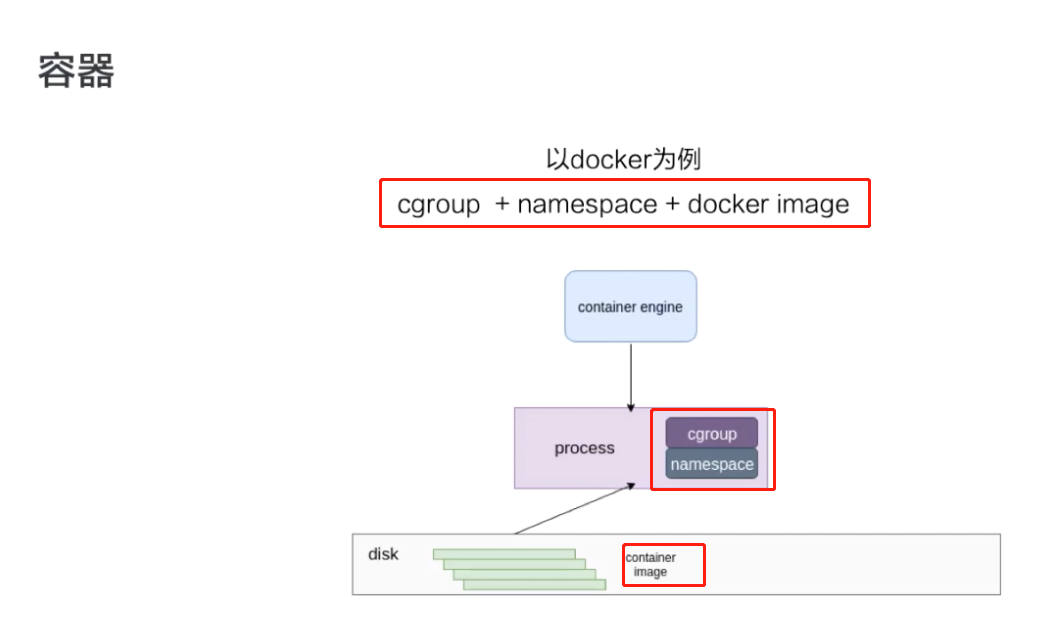 容器
以docker为例
cgroup + namespace + docker image
container engine
process
cgroup
namespace
disk
container
image